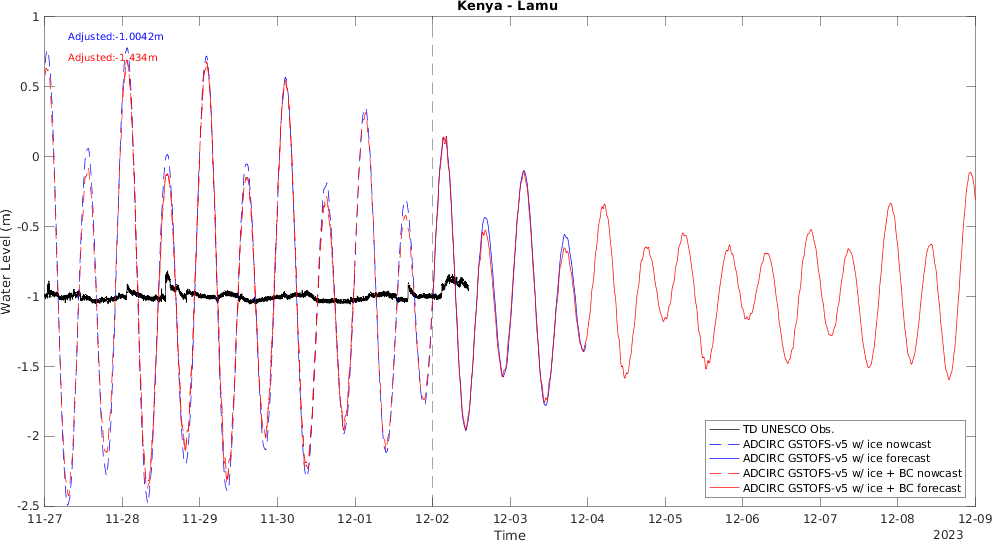 Kenya - Lamu
Adjusted:-1.0042m
Adjusted:-1.434m
1
0.5
0
-0.5
-1
-1.5
-2
-2.5
Water Level (m)
TD UNESCO Obs.
ADCIRC GSTOFS-v5 w/ ice nowcast
ADCIRC GSTOFS-v5 w/ ice forecast
ADCIRC GSTOFS-v5 w/ ice + BC nowcast
ADCIRC GSTOFS-v5 w/ ice + BC forecast
11-27 11-28 11-29 11-30 12-01 12-02 12-03 12-04 12-05 12-06 12-07 12-08 12-09
Time
2023